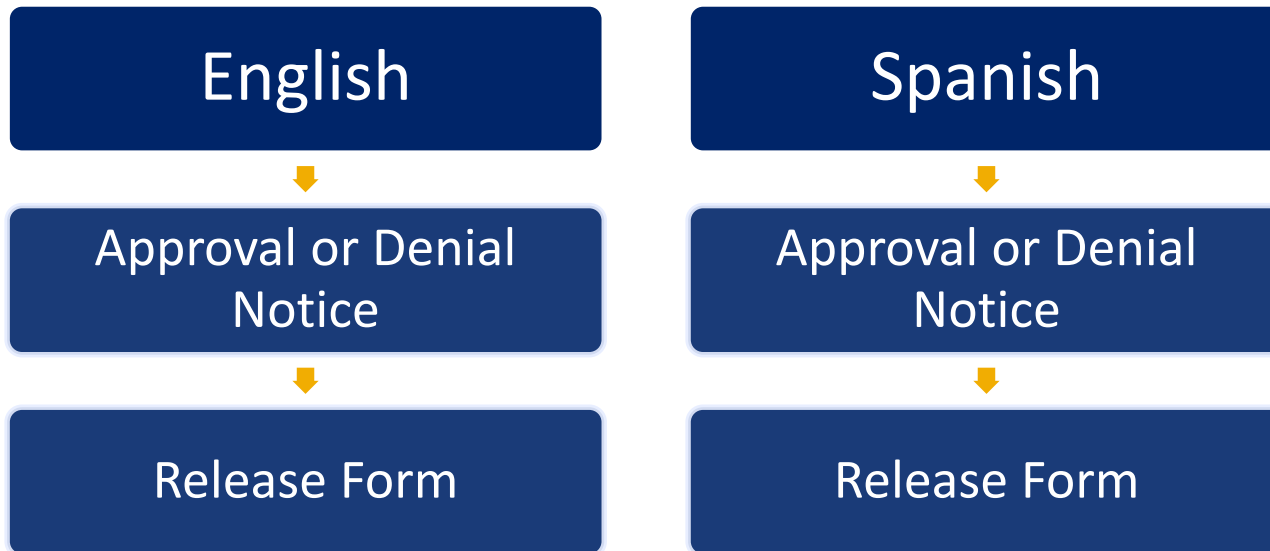 English
Approval or Denial
Notice
Release Form
Spanish
Approval or Denial
Notice
Release Form